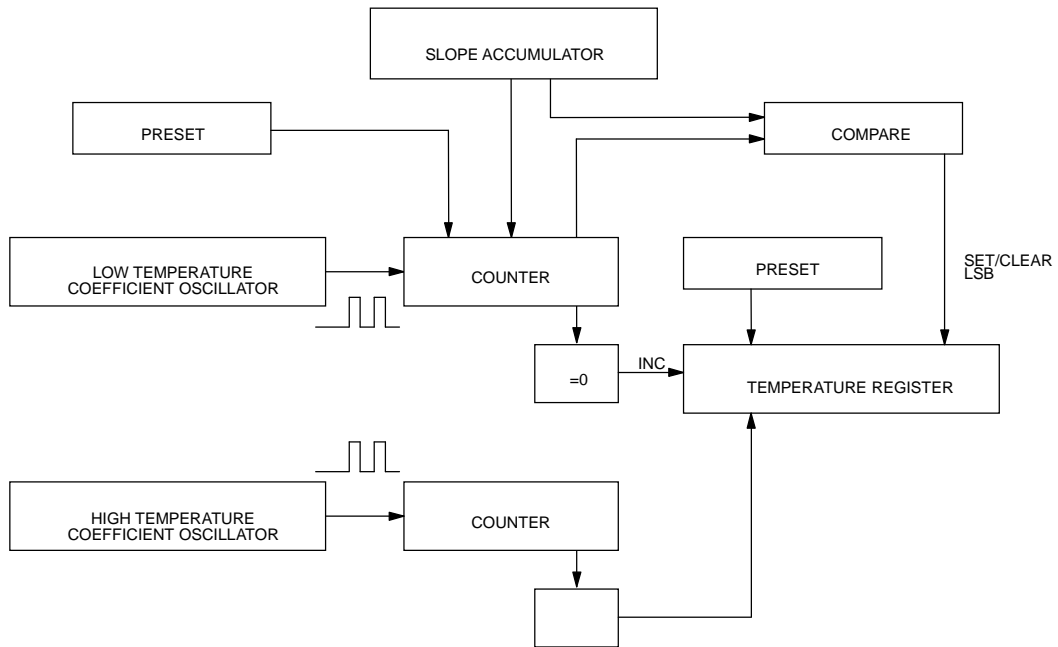 SLOPE ACCUMULATOR
PRESET
COMPARE
LOW TEMPERATURE
COEFFICIENT OSCILLATOR
COUNTER
PRESET
SET/CLEAR
LSB
=0
INC
TEMPERATURE REGISTER
HIGH TEMPERATURE
COEFFICIENT OSCILLATOR
COUNTER